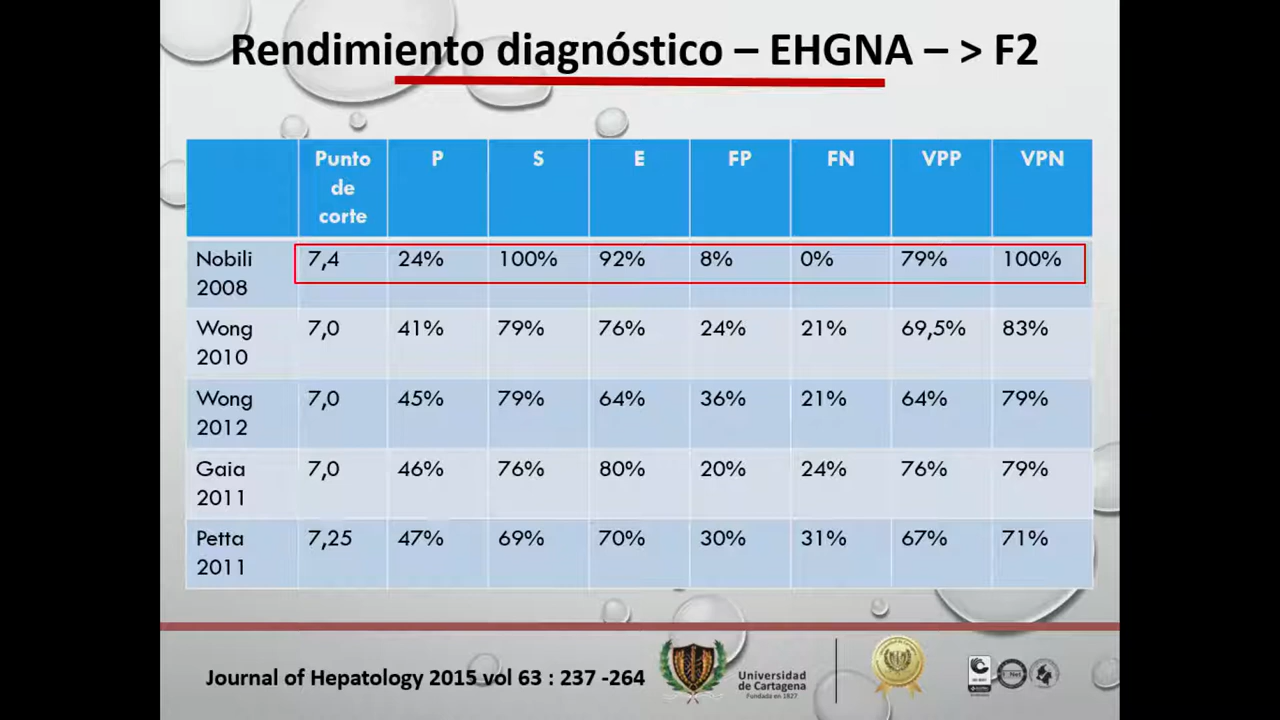 Rendimiento diagnóstico – EHGNA – > F2
Punto de corte P S E FP FN VPP VPN
Nobili 2008 7,4 24% 100% 92% 8% 0% 79% 100%
Wong 2010 7,0 41% 79% 76% 24% 21% 69,5% 83%
Wong 2012 7,0 45% 79% 64% 36% 21% 64% 79%
Gaia 2011 7,0 46% 76% 80% 20% 24% 76% 79%
Petta 2011 7,25 47% 69% 70% 30% 31% 67% 71%
Journal of Hepatology 2015 vol 63 : 237 -264
Universidad
de Cartagena
Fundada en 1827